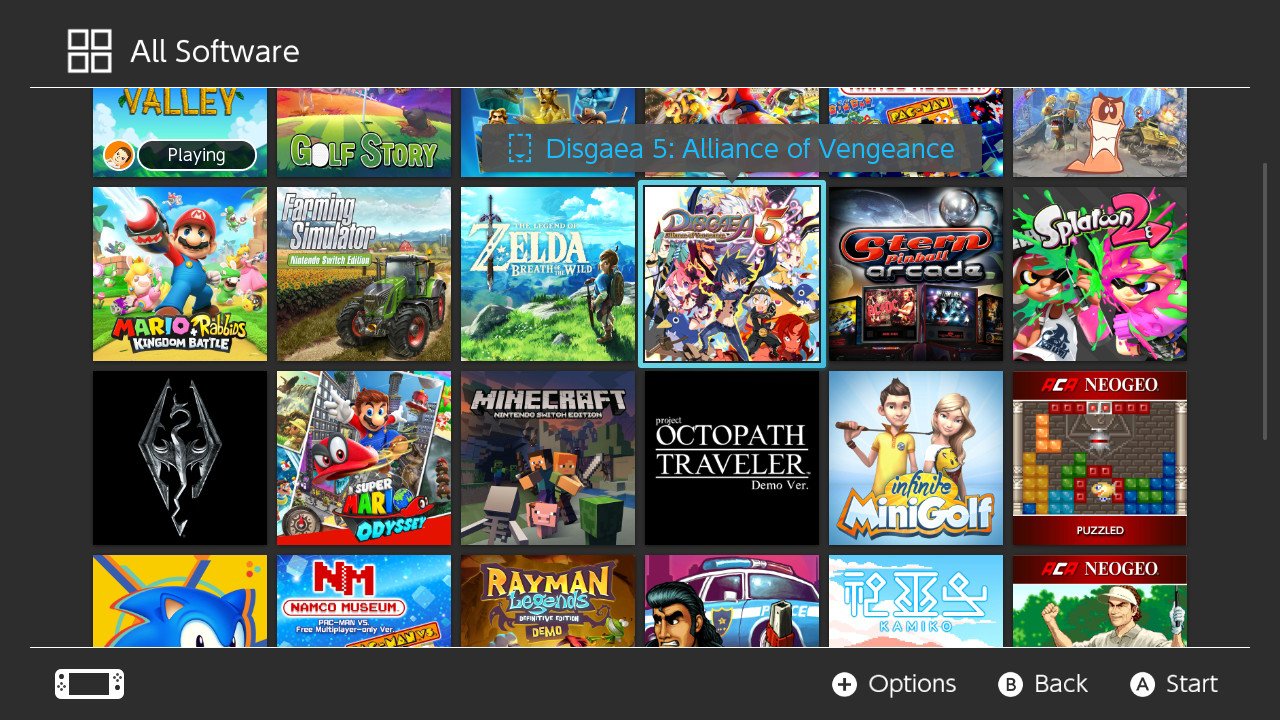 All Software
VALLEY
Playing
GOLF STORY
PAC-MAN
Disgaea 5: Alliance of Vengeance
MARIO + Rabbids
KINGDOM BATTLE
Farming
Simulator
Nintendo Switch Edition
THE LEGEND OF
ZELDA
BREATH OF THE WILD
DISGAEA 5
Alliance of Vengeance
Stern
Pinball
arcade
Splatoon 2
SUPER
MARIO
ODYSSEY
MINECRAFT
NINTENDO SWITCH EDITION
project
OCTOPATH
TRAVELER
Demo Ver.
infinite
MiniGolf
ACA NEOGEO
PUZZLED
NM
NAMCO MUSEUM
PAC-MAN VS.
Free Multiplayer-only Ver.
PAC-MAN VS
RAYMAN
Legends
DEFINITIVE EDITION
DEMO
POLICE
KAMIKO
ACA NEOGEO
Options
Back
Start